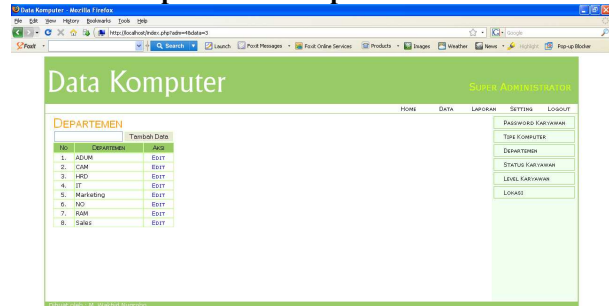 Data Komputer - Mozilla Firefox
File Edit View History Bookmarks Tools Help
http://localhost/index.php?adm=4&data=3
Google
Foxit Search Launch Foxit Messages Foxit Online Services Products Images Weather News Highlight Pop-up Blocker
Data Komputer
SUPER ADMINISTRATOR
HOME DATA LAPORAN SETTING LOGOUT
DEPARTEMEN
Tambah Data
NO DEPARTEMEN AKSI
1. ADUM EDIT
2. CAM EDIT
3. HRD EDIT
4. IT EDIT
5. Marketing EDIT
6. NO EDIT
7. RAM EDIT
8. Sales EDIT
PASSWORD KARYAWAN
TIPE KOMPUTER
DEPARTEMEN
STATUS KARYAWAN
LEVEL KARYAWAN
LOKASI